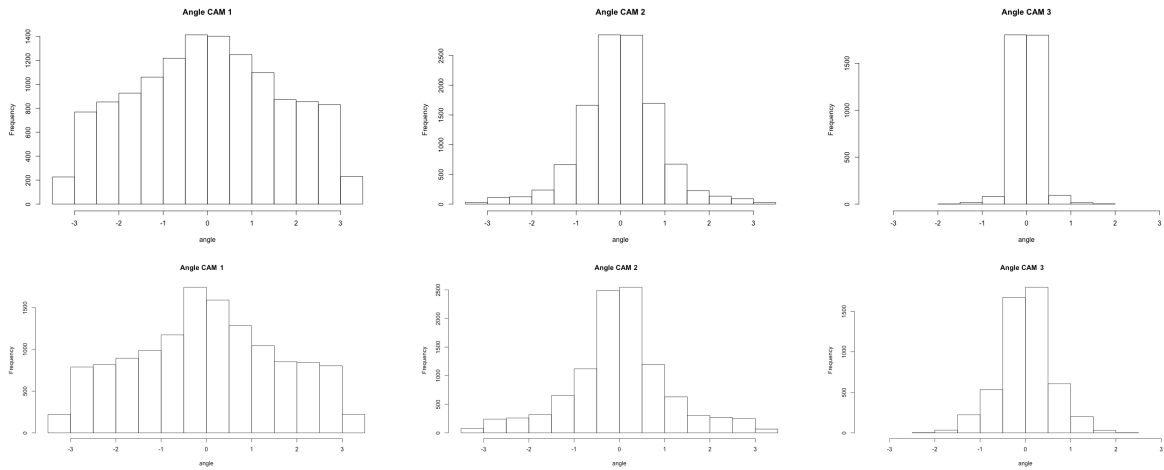 Angle CAM 1
Frequency
0 200 400 600 800 1000 1200 1400
-3 -2 -1 0 1 2 3
angle
Angle CAM 2
Frequency
0 500 1000 1500 2000 2500
-3 -2 -1 0 1 2 3
angle
Angle CAM 3
Frequency
0 500 1000 1500
-3 -2 -1 0 1 2 3
angle
Angle CAM 1
Frequency
0 500 1000 1500
-3 -2 -1 0 1 2 3
angle
Angle CAM 2
Frequency
0 500 1000 1500 2000 2500
-3 -2 -1 0 1 2 3
angle
Angle CAM 3
Frequency
0 500 1000 1500
-3 -2 -1 0 1 2 3
angle